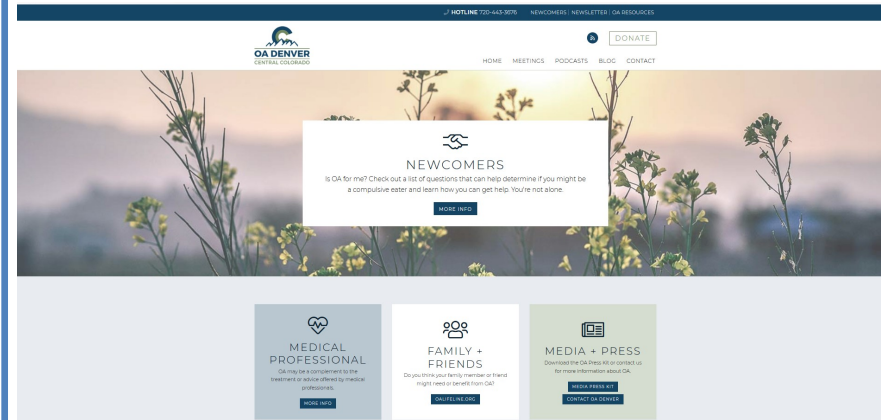 HOTLINE 720-443-3676 NEWCOMERS | NEWSLETTER | OA RESOURCES
DONATE
OA DENVER
CENTRAL COLORADO
HOME MEETINGS PODCASTS BLOG CONTACT
NEWCOMERS
Is OA for me? Check out a list of questions that can help determine if you might be
a compulsive eater and learn how you can get help. You're not alone.
MORE INFO
MEDICAL
PROFESSIONAL
OA may be a complement to the
treatment or advice offered by medical
professionals.
MORE INFO
FAMILY +
FRIENDS
Do you think your family member or friend
might need or benefit from OA?
OALIFELINE.ORG
MEDIA + PRESS
Download the OA Press Kit or contact us
for more information about OA.
MEDIA PRESS KIT
CONTACT OA DENVER